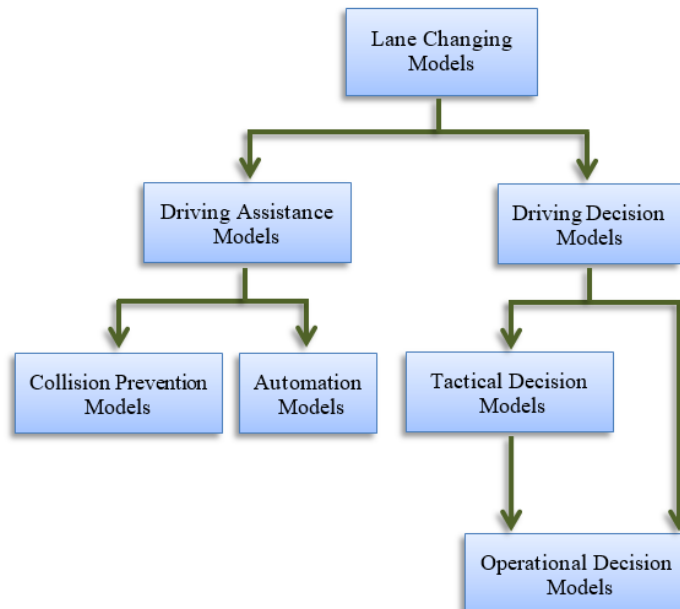 Lane Changing
Models
Driving Assistance
Models
Driving Decision
Models
Collision Prevention
Models
Automation
Models
Tactical Decision
Models
Operational Decision
Models